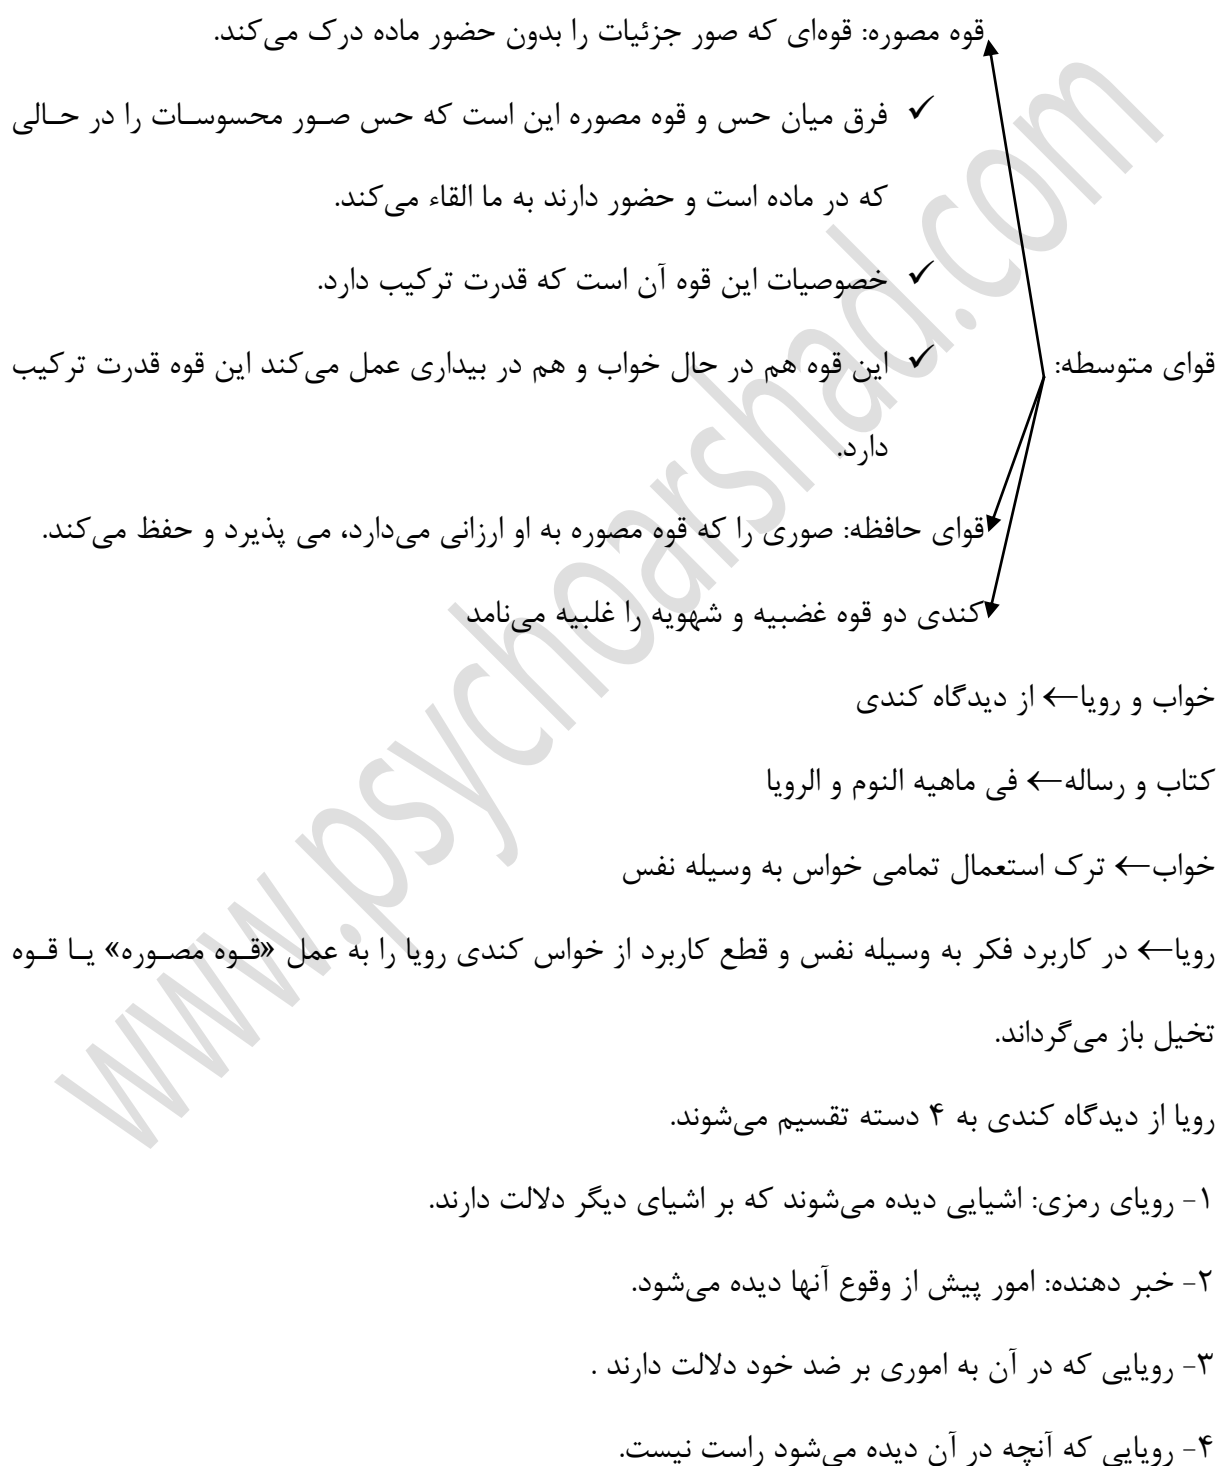 قوه مصوره: قوه‌ای که صور جزئیات را بدون حضور ماده درک می‌کند.
✓ فرق میان حس و قوه مصوره این است که حس صور محسوسات را در حالی
که در ماده است و حضور دارند به ما القاء می‌کند.
✓ خصوصیات این قوه آن است که قدرت ترکیب دارد.
قوای متوسطه:
✓ این قوه هم در حال خواب و هم در بیداری عمل می‌کند این قوه قدرت ترکیب
دارد.
قوای حافظه: صوری را که قوه مصوره به او ارزانی می‌دارد، می پذیرد و حفظ می‌کند.
کندی دو قوه غضبیه و شهویه را غلبیه می‌نامد
خواب و رویا← از دیدگاه کندی
کتاب و رساله← فی ماهیه النوم و الرویا
خواب← ترک استعمال تمامی خواس به وسیله نفس
رویا← در کاربرد فکر به وسیله نفس و قطع کاربرد از خواس کندی رویا را به عمل «قوه مصوره» یا قوه
تخیل باز می‌گرداند.
رویا از دیدگاه کندی به ۴ دسته تقسیم می‌شوند.
۱- رویای رمزی: اشیایی دیده می‌شوند که بر اشیای دیگر دلالت دارند.
۲- خبر دهنده: امور پیش از وقوع آنها دیده می‌شود.
۳- رویایی که در آن به اموری بر ضد خود دلالت دارند .
۴- رویایی که آنچه در آن دیده می‌شود راست نیست.
www.psychoarshad.com